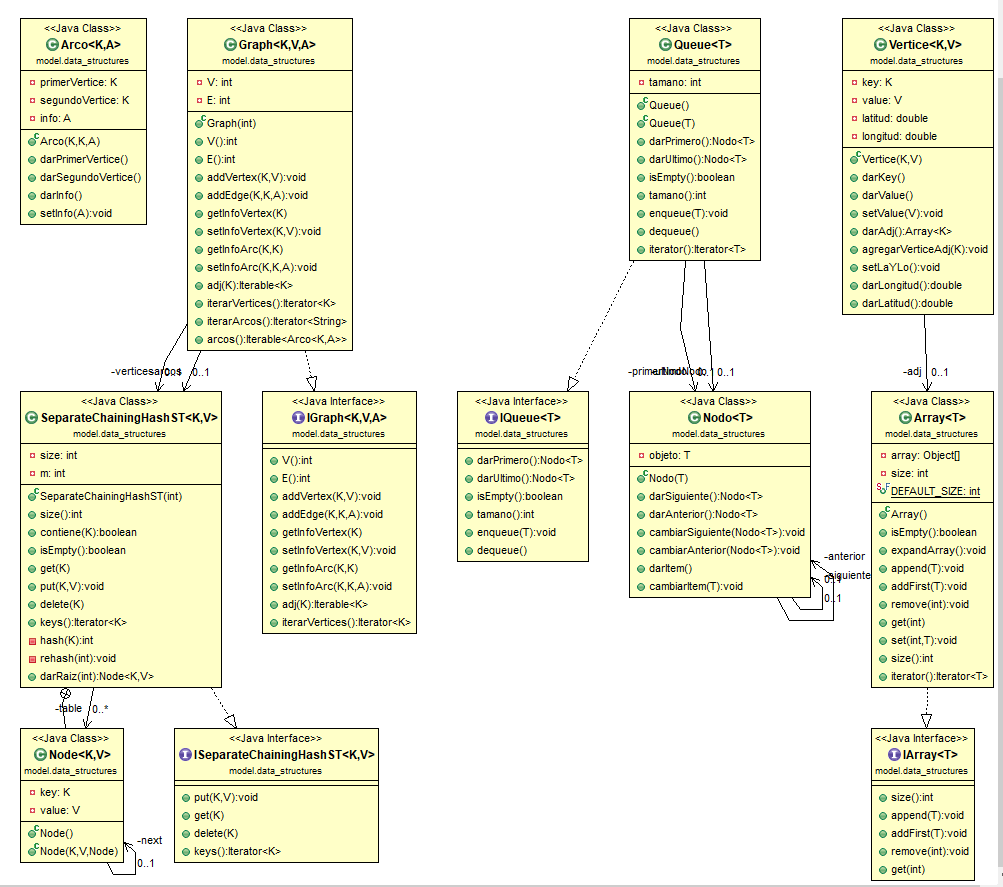 <<Java Class>>
Arco<K,A>
model.data_structures
primerVertice: K
segundoVertice: K
info: A
Arco(K,K,A)
darPrimerVertice()
darSegundoVertice()
darInfo()
setInfo(A):void
<<Java Class>>
Graph<K,V,A>
model.data_structures
V: int
E: int
Graph(int)
V():int
E():int
addVertex(K,V):void
addEdge(K,K,A):void
getInfoVertex(K)
setInfoVertex(K,V):void
getInfoArc(K,K)
setInfoArc(K,K,A):void
adj(K):Iterable<K>
iterarVertices():Iterator<K>
iterarArcos():Iterator<String>
arcos():Iterable<Arco<K,A>>
<<Java Class>>
Queue<T>
model.data_structures
tamano: int
Queue()
Queue(T)
darPrimero():Nodo<T>
darUltimo():Nodo<T>
isEmpty():boolean
tamano():int
enqueue(T):void
dequeue()
iterator():Iterator<T>
<<Java Class>>
Vertice<K,V>
model.data_structures
key: K
value: V
latitud: double
longitud: double
Vertice(K,V)
darKey()
darValue()
setValue(V):void
darAdj():Array<K>
agregarVerticeAdj(K):void
setLaYLo():void
darLongitud():double
darLatitud():double
-vertices
0..1
0..1
0..1
-adj
0..1
<<Java Class>>
SeparateChainingHashST<K,V>
model.data_structures
size: int
m: int
SeparateChainingHashST(int)
size():int
contiene(K):boolean
isEmpty():boolean
get(K)
put(K,V):void
delete(K)
keys():Iterator<K>
hash(K):int
rehash(int):void
darRaiz(int):Node<K,V>
<<Java Interface>>
IGraph<K,V,A>
model.data_structures
V():int
E():int
addVertex(K,V):void
addEdge(K,K,A):void
getInfoVertex(K)
setInfoVertex(K,V):void
getInfoArc(K,K)
setInfoArc(K,K,A):void
adj(K):Iterable<K>
iterarVertices():Iterator<K>
<<Java Interface>>
IQueue<T>
model.data_structures
darPrimero():Nodo<T>
darUltimo():Nodo<T>
isEmpty():boolean
tamano():int
enqueue(T):void
dequeue()
<<Java Class>>
Nodo<T>
model.data_structures
objeto: T
Nodo(T)
darSiguiente():Nodo<T>
darAnterior():Nodo<T>
cambiarSiguiente(Nodo<T>):void
cambiarAnterior(Nodo<T>):void
darItem()
cambiarItem(T):void
-anterior
-siguiente
0..1
0..1
<<Java Class>>
Array<T>
model.data_structures
array: Object[]
size: int
DEFAULT_SIZE: int
Array()
isEmpty():boolean
expandArray():void
append(T):void
addFirst(T):void
remove(int):void
get(int)
set(int,T):void
size():int
iterator():Iterator<T>
-table
0..*
<<Java Class>>
Node<K,V>
model.data_structures
key: K
value: V
Node()
Node(K,V,Node)
-next
0..1
<<Java Interface>>
ISeparateChainingHashST<K,V>
model.data_structures
put(K,V):void
get(K)
delete(K)
keys():Iterator<K>
<<Java Interface>>
IArray<T>
model.data_structures
size():int
append(T):void
addFirst(T):void
remove(int):void
get(int)